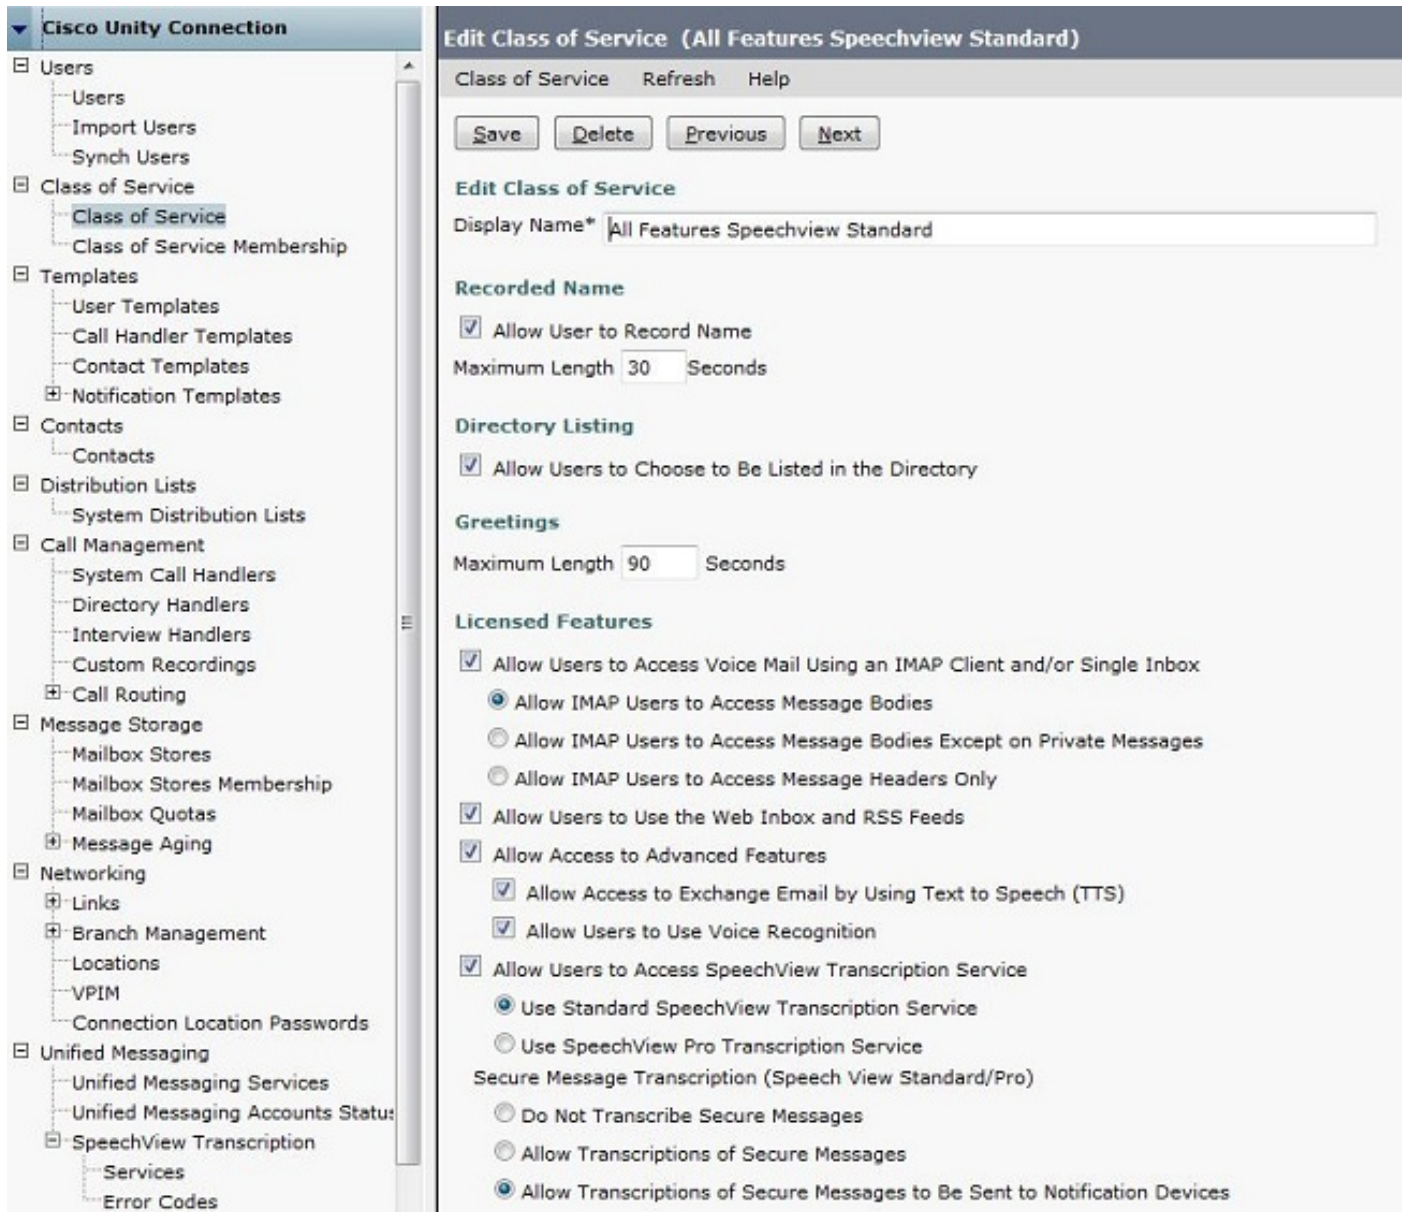 Cisco Unity Connection
Users
Users
Import Users
Synch Users
Class of Service
Class of Service
Class of Service Membership
Templates
User Templates
Call Handler Templates
Contact Templates
Notification Templates
Contacts
Contacts
Distribution Lists
System Distribution Lists
Call Management
System Call Handlers
Directory Handlers
Interview Handlers
Custom Recordings
Call Routing
Message Storage
Mailbox Stores
Mailbox Stores Membership
Mailbox Quotas
Message Aging
Networking
Links
Branch Management
Locations
VPIM
Connection Location Passwords
Unified Messaging
Unified Messaging Services
Unified Messaging Accounts Status
SpeechView Transcription
Services
Error Codes
Edit Class of Service (All Features Speechview Standard)
Class of Service Refresh Help
Save Delete Previous Next
Edit Class of Service
Display Name* All Features Speechview Standard
Recorded Name
Allow User to Record Name
Maximum Length 30 Seconds
Directory Listing
Allow Users to Choose to Be Listed in the Directory
Greetings
Maximum Length 90 Seconds
Licensed Features
Allow Users to Access Voice Mail Using an IMAP Client and/or Single Inbox
Allow IMAP Users to Access Message Bodies
Allow IMAP Users to Access Message Bodies Except on Private Messages
Allow IMAP Users to Access Message Headers Only
Allow Users to Use the Web Inbox and RSS Feeds
Allow Access to Advanced Features
Allow Access to Exchange Email by Using Text to Speech (TTS)
Allow Users to Use Voice Recognition
Allow Users to Access SpeechView Transcription Service
Use Standard SpeechView Transcription Service
Use SpeechView Pro Transcription Service
Secure Message Transcription (Speech View Standard/Pro)
Do Not Transcribe Secure Messages
Allow Transcriptions of Secure Messages
Allow Transcriptions of Secure Messages to Be Sent to Notification Devices